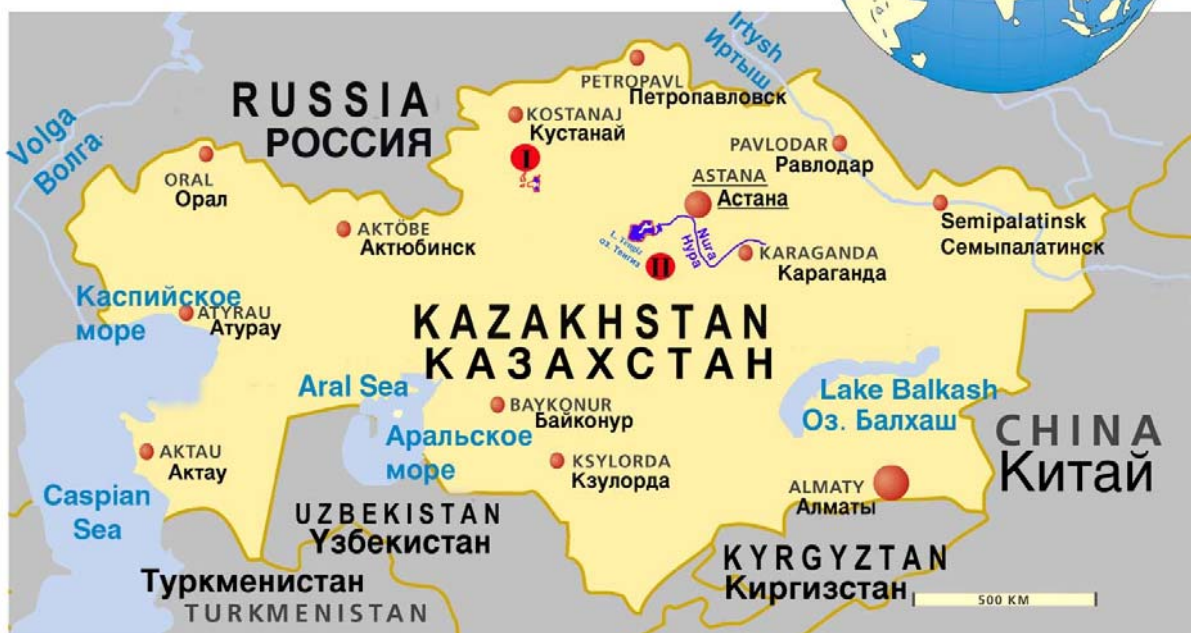 Irtysh
Иртыш
PETROPAVL
Петропавловск
RUSSIA
РОССИЯ
KOSTANAJ
Кустанай
I
Volga
Волга
PAVLODAR
Равлодар
ORAL
Орал
ASTANA
Астана
AKTÖBE
Актюбинск
Semipalatinsk
Семыпалатинск
L. Tengiz
оз. Тенгиз
Nura
Нура
II
KARAGANDA
Караганда
Каспийское
море
ATYRAU
Атурау
KAZAKHSTAN
КАЗАХСТАН
Aral Sea
Аральское
море
BAYKONUR
Байконур
Lake Balkash
Оз. Балхаш
CHINA
Китай
AKTAU
Актау
KSYLORDA
Кзулорда
ALMATY
Алматы
Caspian
Sea
UZBEKISTAN
Үзбекистан
KYRGYZTAN
Киргизстан
Туркменистан
TURKMENISTAN
500 KM